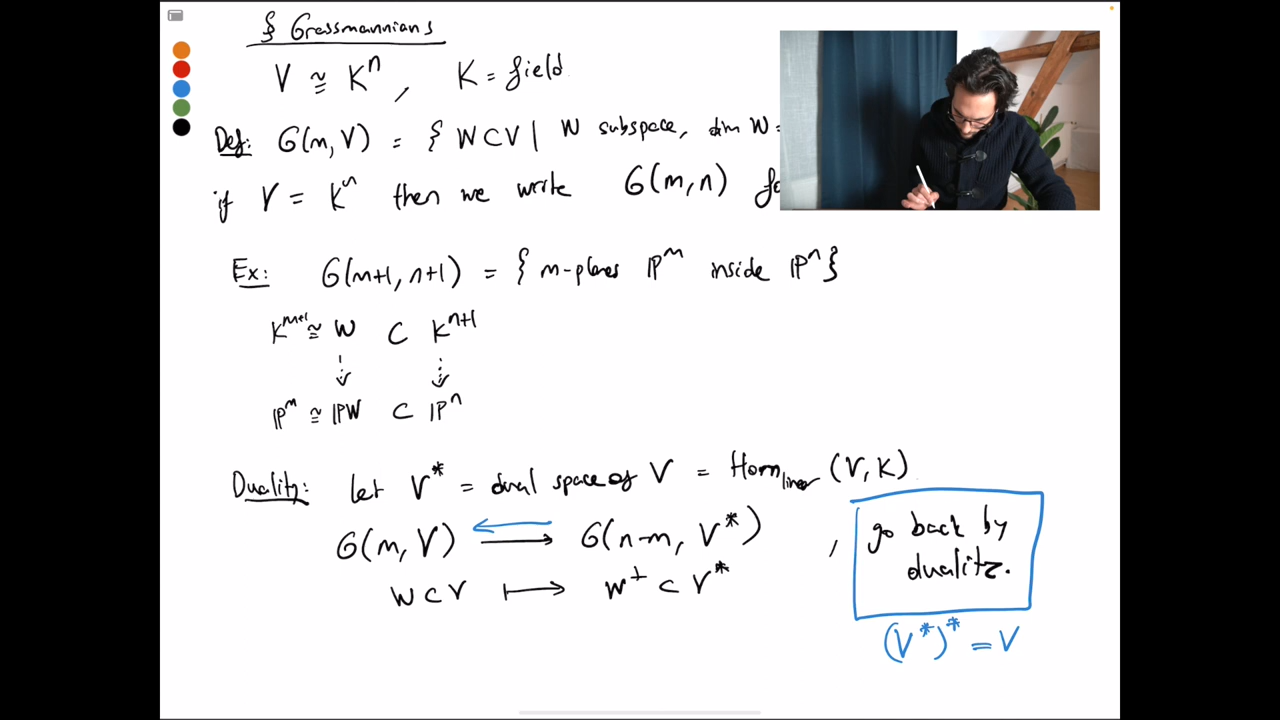 § Grassmannians
V ≅ Kⁿ, K = field.
Def: G(m, V) = { W ⊂ V | W subspace, dim W =
if V = Kⁿ then we write G(m, n) fo
Ex: G(m+1, n+1) = { m-planes ℙᵐ inside ℙⁿ }
Kᵐ⁺¹ ≅ W ⊂ Kⁿ⁺¹
ℙᵐ ≅ ℙW ⊂ ℙⁿ
Duality: let V* = dual space of V = Hom_linear (V, K).
G(m, V) ⟶ G(n-m, V*) , go back by
duality.
W ⊂ V ⟼ W⊥ ⊂ V*
(V*)* = V